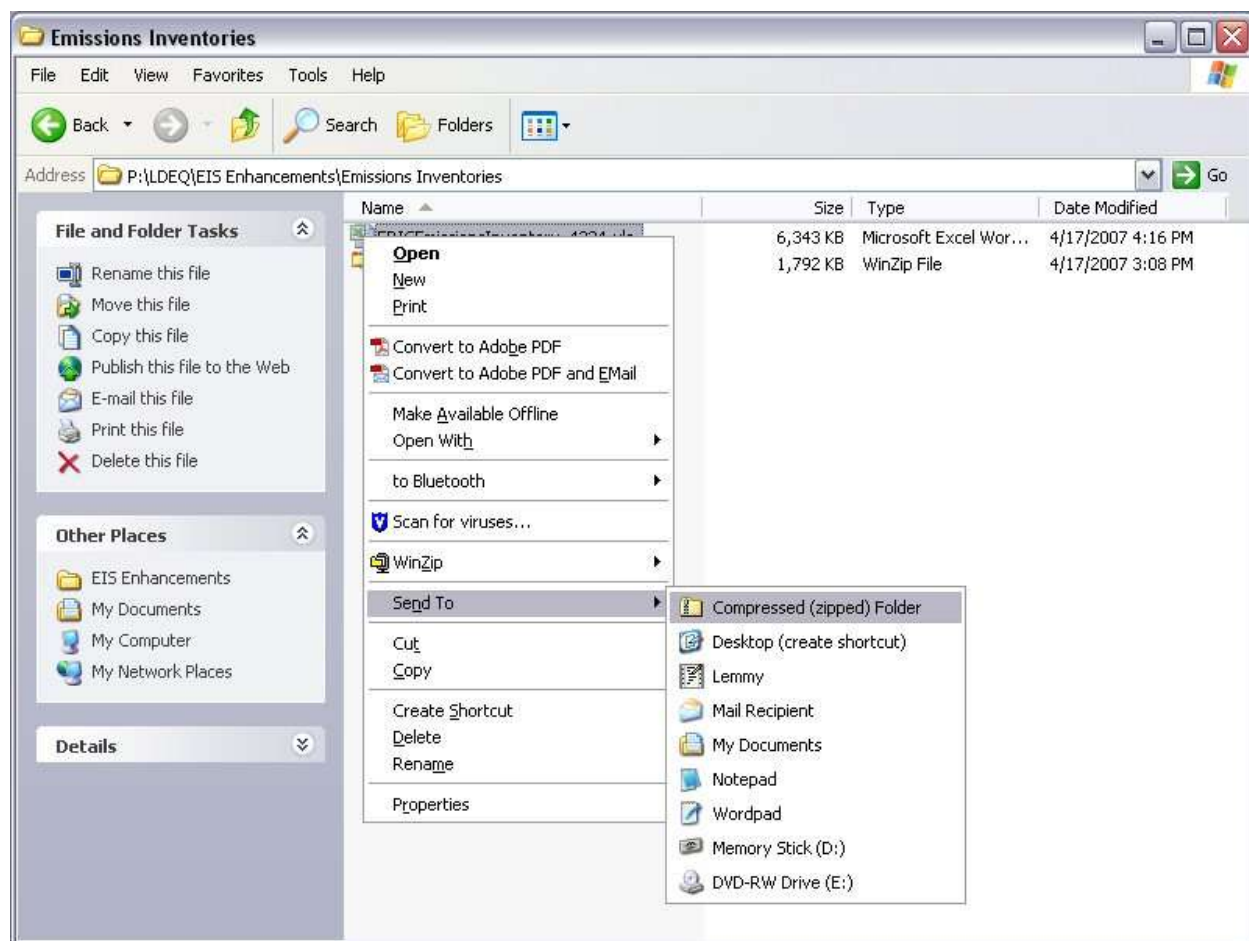 Emissions Inventories
File Edit View Favorites Tools Help
Back Search Folders
Address P:\LDEQ\EIS Enhancements\Emissions Inventories Go
Name Size Type Date Modified
6,343 KB Microsoft Excel Wor... 4/17/2007 4:16 PM
1,792 KB WinZip File 4/17/2007 3:08 PM
File and Folder Tasks
Rename this file
Move this file
Copy this file
Publish this file to the Web
E-mail this file
Print this file
Delete this file
Other Places
EIS Enhancements
My Documents
My Computer
My Network Places
Details
Open
New
Print
Convert to Adobe PDF
Convert to Adobe PDF and EMail
Make Available Offline
Open With
to Bluetooth
Scan for viruses...
WinZip
Send To
Cut
Copy
Create Shortcut
Delete
Rename
Properties
Compressed (zipped) Folder
Desktop (create shortcut)
Lemmy
Mail Recipient
My Documents
Notepad
Wordpad
Memory Stick (D:)
DVD-RW Drive (E:)